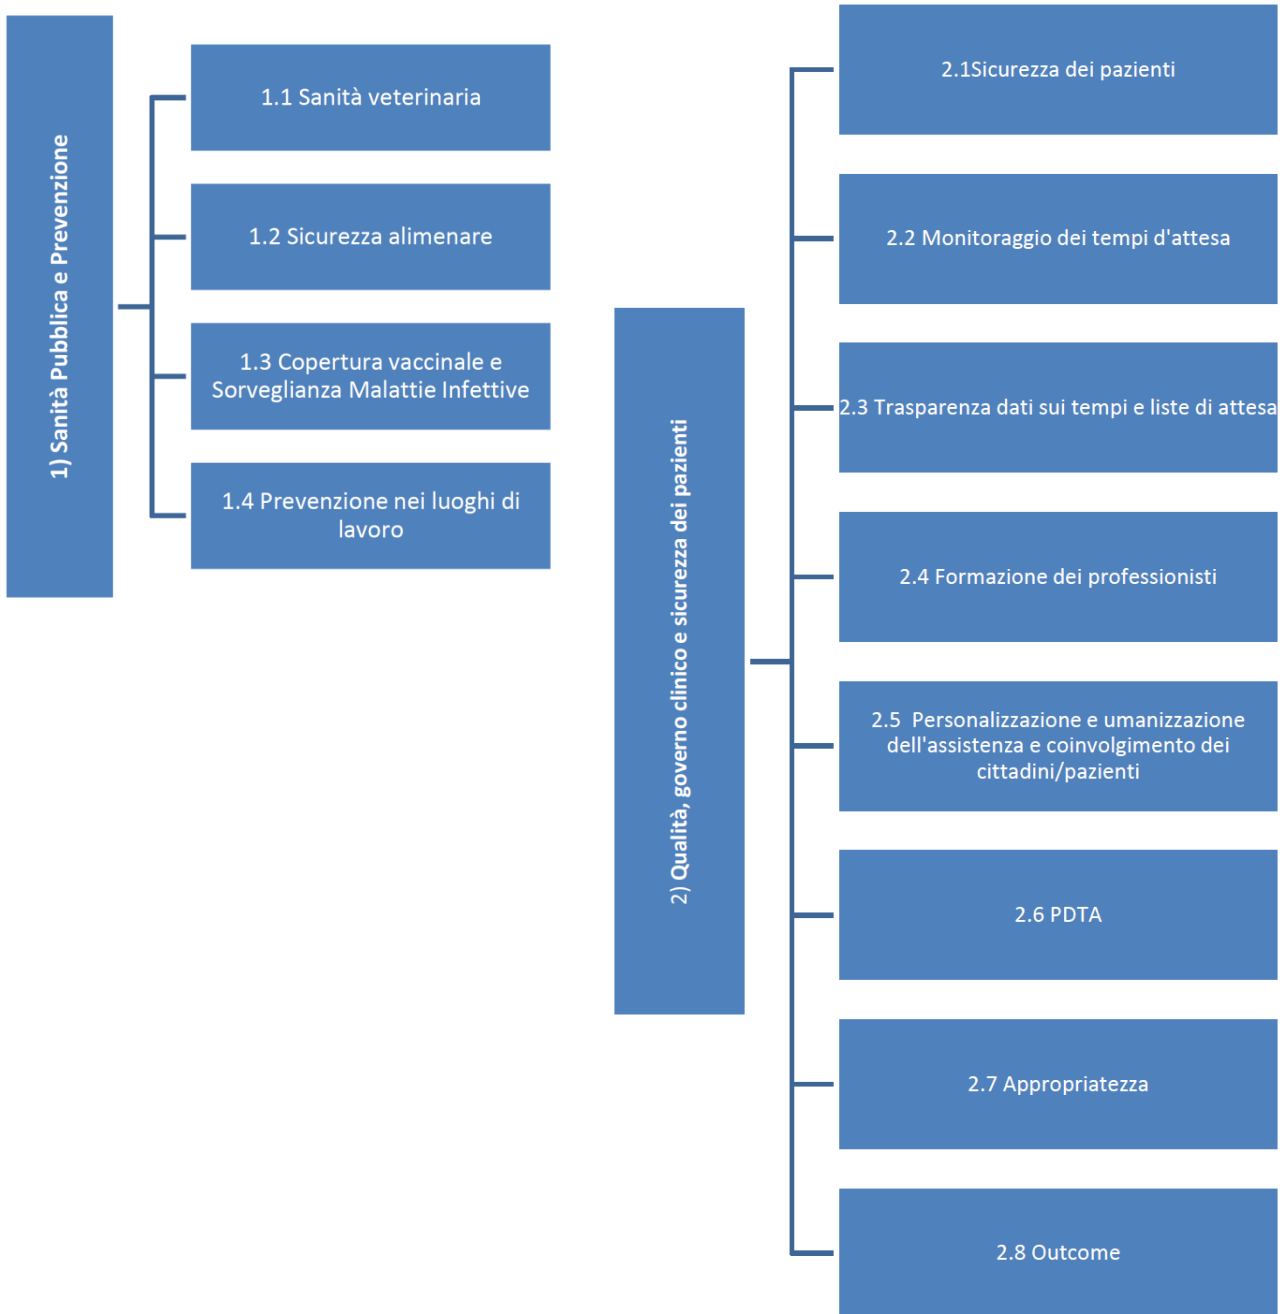 1) Sanità Pubblica e Prevenzione
1.1 Sanità veterinaria
1.2 Sicurezza alimenare
1.3 Copertura vaccinale e
Sorveglianza Malattie Infettive
1.4 Prevenzione nei luoghi di
lavoro
2) Qualità, governo clinico e sicurezza dei pazienti
2.1Sicurezza dei pazienti
2.2 Monitoraggio dei tempi d'attesa
2.3 Trasparenza dati sui tempi e liste di attesa
2.4 Formazione dei professionisti
2.5  Personalizzazione e umanizzazione
dell'assistenza e coinvolgimento dei
cittadini/pazienti
2.6 PDTA
2.7 Appropriatezza
2.8 Outcome